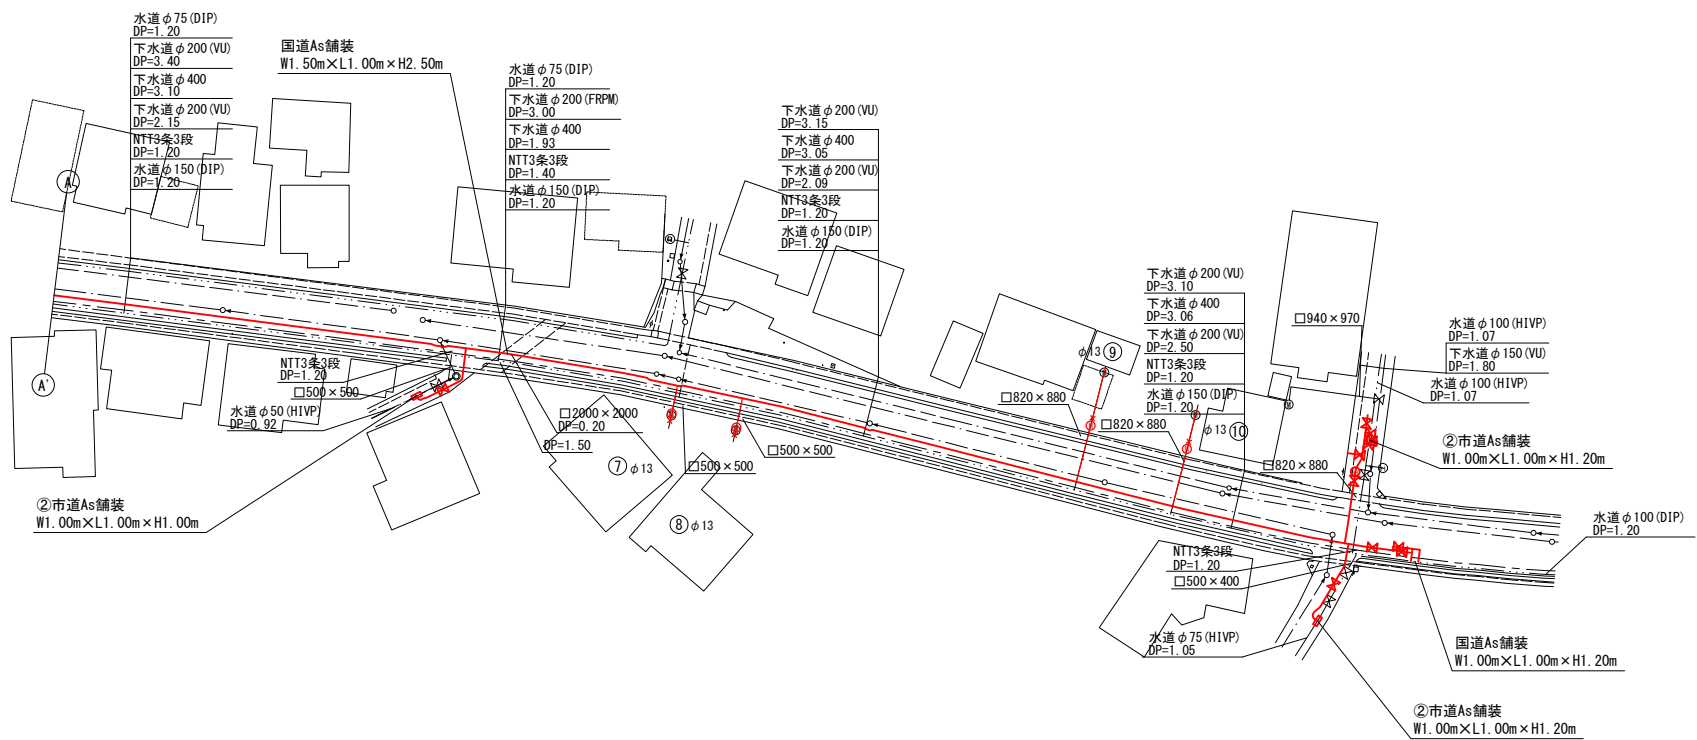 水道φ75(DIP)
DP=1.20
下水道φ200(VU)
DP=3.40
下水道φ400
DP=3.10
下水道φ200(VU)
DP=2.15
NTT3条3段
DP=1.20
水道φ150(DIP)
DP=1.20
国道As舗装
W1.50m×L1.00m×H2.50m
水道φ75(DIP)
DP=1.20
下水道φ200(FRPM)
DP=3.00
下水道φ400
DP=1.93
NTT3条3段
DP=1.40
水道φ150(DIP)
DP=1.20
下水道φ200(VU)
DP=3.15
下水道φ400
DP=3.05
下水道φ200(VU)
DP=2.09
NTT3条3段
DP=1.20
水道φ150(DIP)
DP=1.20
下水道φ200(VU)
DP=3.10
下水道φ400
DP=3.06
下水道φ200(VU)
DP=2.50
NTT3条3段
DP=1.20
水道φ150(DIP)
DP=1.20
□940×970
水道φ100(HIVP)
DP=1.07
下水道φ150(VU)
DP=1.80
水道φ100(HIVP)
DP=1.07
A
A'
NTT3条3段
DP=1.20
□500×500
水道φ50(HIVP)
DP=0.92
②市道As舗装
W1.00m×L1.00m×H1.00m
□2000×2000
DP=0.20
DP=1.50
⑦φ13
⑧φ13
□500×500
□500×500
φ13⑨
□820×880
□820×880
φ13⑩
□820×880
②市道As舗装
W1.00m×L1.00m×H1.20m
水道φ100(DIP)
DP=1.20
NTT3条3段
DP=1.20
□500×400
水道φ75(HIVP)
DP=1.05
国道As舗装
W1.00m×L1.00m×H1.20m
②市道As舗装
W1.00m×L1.00m×H1.20m